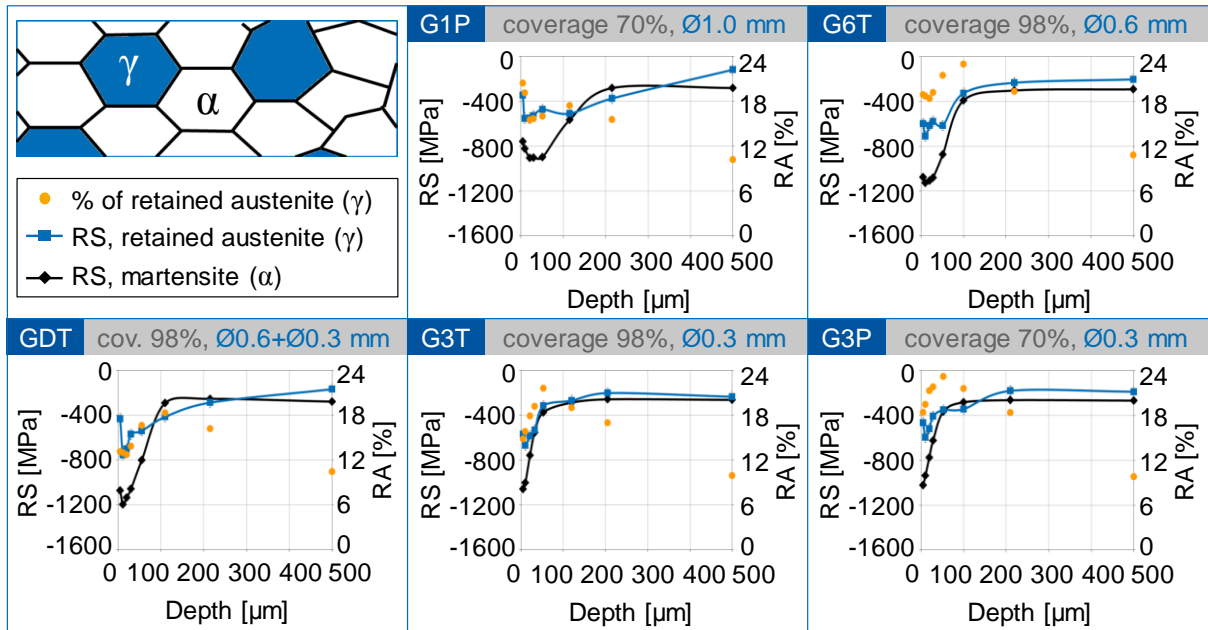 γ
α
% of retained austenite (γ)
RS, retained austenite (γ)
RS, martensite (α)
G1P coverage 70%, Ø1.0 mm
RS [MPa]
0
-400
-800
-1200
-1600
24
18
12
6
0
RA [%]
0 100 200 300 400 500
Depth [µm]
G6T coverage 98%, Ø0.6 mm
RS [MPa]
0
-400
-800
-1200
-1600
24
18
12
6
0
RA [%]
0 100 200 300 400 500
Depth [µm]
GDT cov. 98%, Ø0.6+Ø0.3 mm
RS [MPa]
0
-400
-800
-1200
-1600
24
18
12
6
0
RA [%]
0 100 200 300 400 500
Depth [µm]
G3T coverage 98%, Ø0.3 mm
RS [MPa]
0
-400
-800
-1200
-1600
24
18
12
6
0
RA [%]
0 100 200 300 400 500
Depth [µm]
G3P coverage 70%, Ø0.3 mm
RS [MPa]
0
-400
-800
-1200
-1600
24
18
12
6
0
RA [%]
0 100 200 300 400 500
Depth [µm]